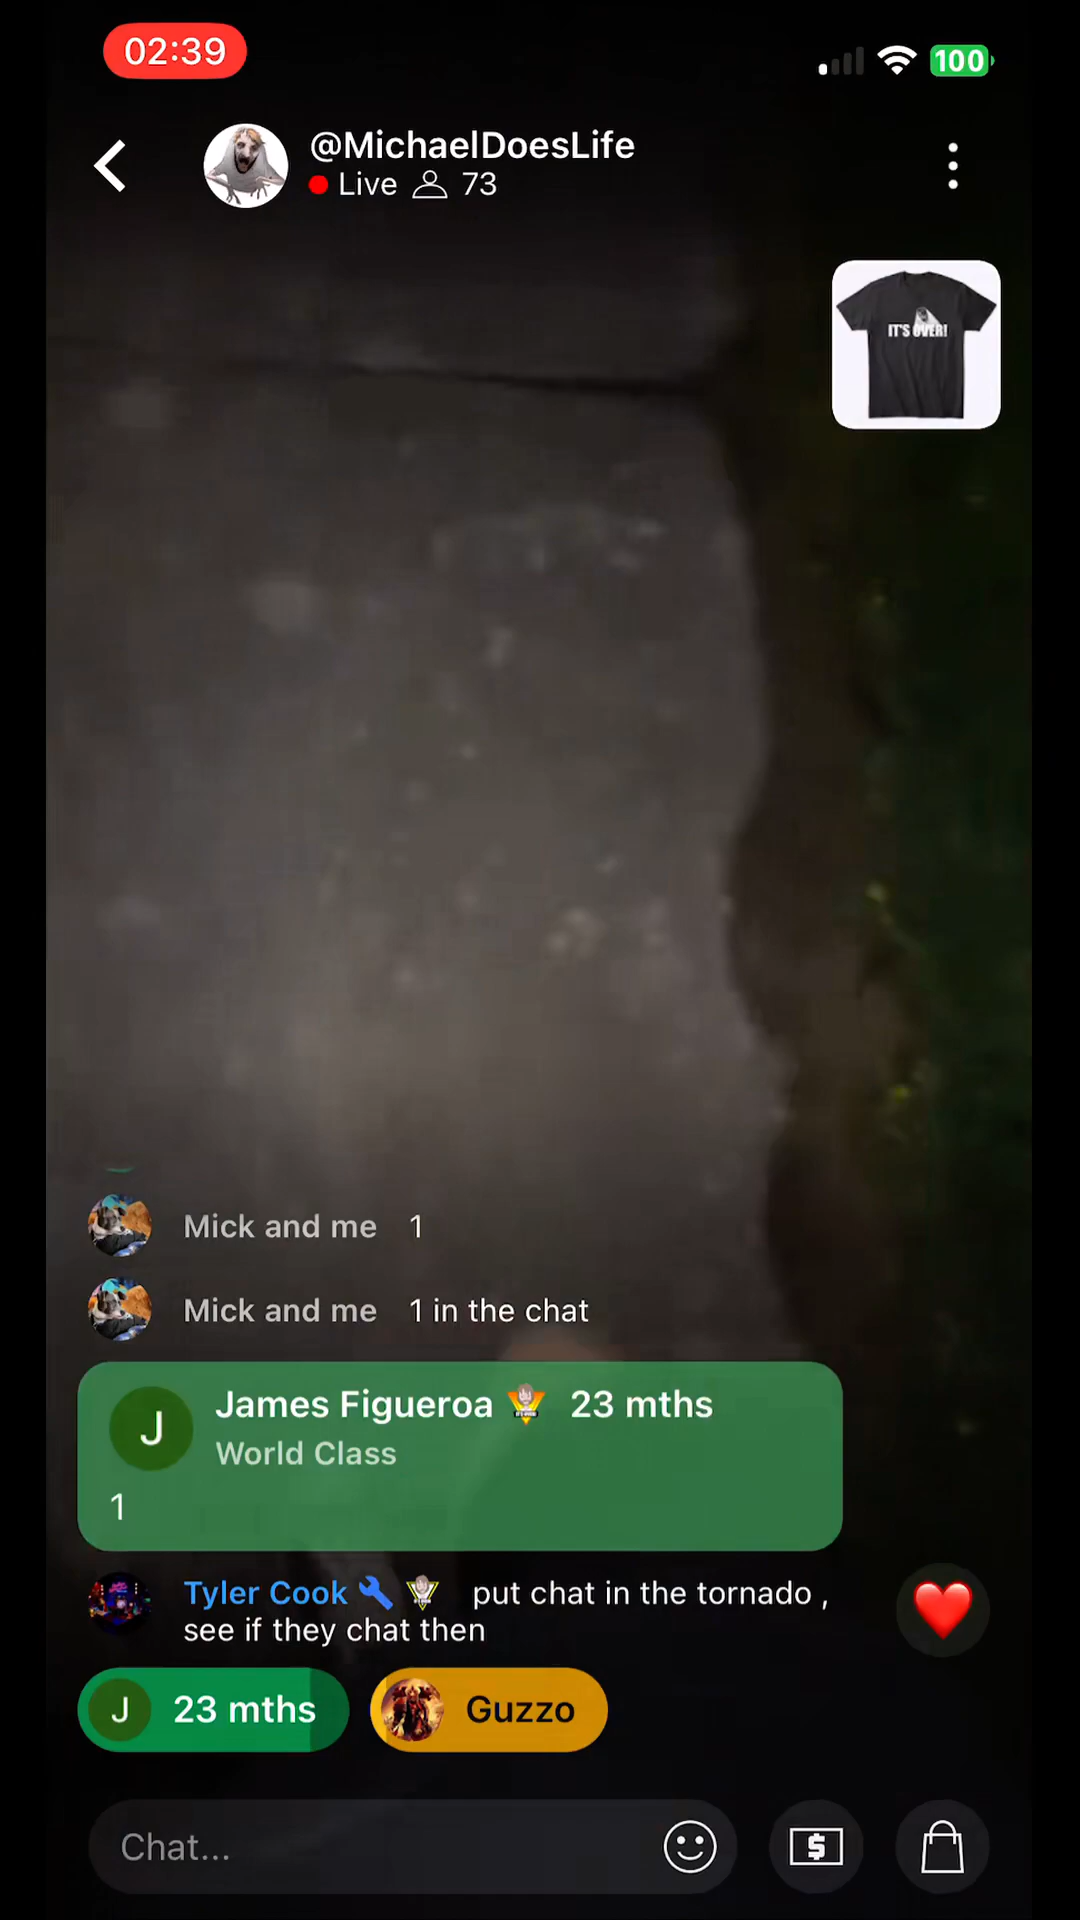 02:39
100
@MichaelDoesLife
Live 73
IT'S OVER!
Mick and me 1
Mick and me 1 in the chat
James Figueroa 23 mths
J
World Class
1
Tyler Cook put chat in the tornado ,
see if they chat then
J 23 mths Guzzo
Chat...
$